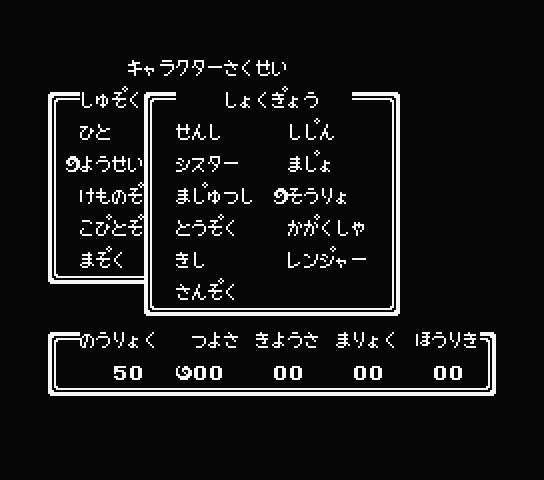 キャラクターさくせい
しゅぞく しょくぎょう
ひと せんし ししﾞん
ようせい シスター まじょ
けものぞ まじゅつし そうりょ
こびとぞ とうぞく かがくしゃ
まぞく きし レンジャー
さんぞく
のうりょく つよさ きようさ まりょく ほうりき
50 00 00 00 00